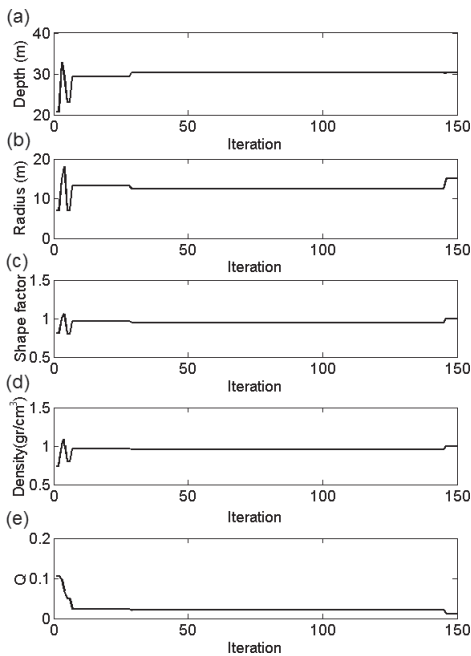 (a)
40
30
20
Depth (m)
0 50 100 150
Iteration
(b)
20
10
0
Radius (m)
0 50 100 150
Iteration
(c)
1.5
1
0.5
Shape factor
0 50 100 150
Iteration
(d)
1.5
1
0.5
Density(gr/cm³)
0 50 100 150
Iteration
(e)
0.2
0.1
0
Q
0 50 100 150
Iteration